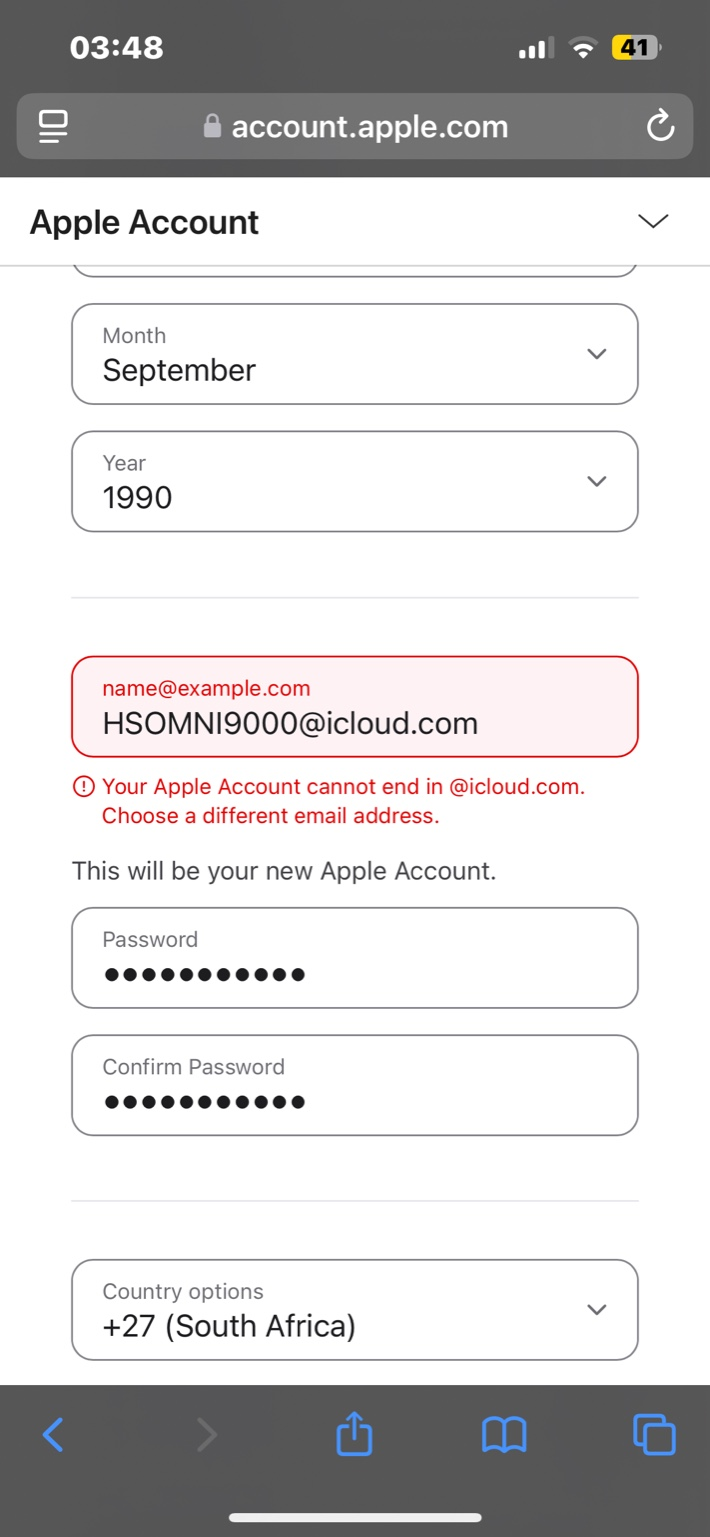 03:48
41
account.apple.com
Apple Account
Month
September
Year
1990
name@example.com
HSOMNI9000@icloud.com
Your Apple Account cannot end in @icloud.com.
Choose a different email address.
This will be your new Apple Account.
Password
●●●●●●●●●●●
Confirm Password
●●●●●●●●●●●
Country options
+27 (South Africa)